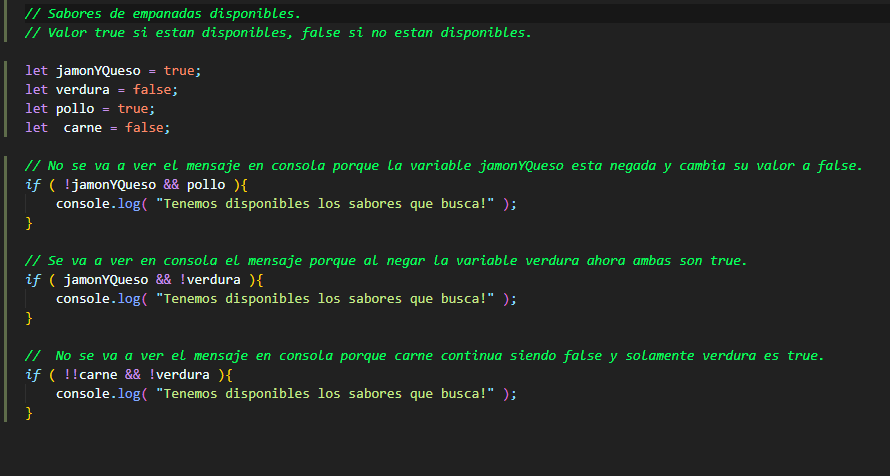 // Sabores de empanadas disponibles.
// Valor true si estan disponibles, false si no estan disponibles.
let jamonYQueso = true;
let verdura = false;
let pollo = true;
let  carne = false;
// No se va a ver el mensaje en consola porque la variable jamonYQueso esta negada y cambia su valor a false.
if ( !jamonYQueso && pollo ){
    console.log( "Tenemos disponibles los sabores que busca!" );
}
// Se va a ver en consola el mensaje porque al negar la variable verdura ahora ambas son true.
if ( jamonYQueso && !verdura ){
    console.log( "Tenemos disponibles los sabores que busca!" );
}
//  No se va a ver el mensaje en consola porque carne continua siendo false y solamente verdura es true.
if ( !!carne && !verdura ){
    console.log( "Tenemos disponibles los sabores que busca!" );
}